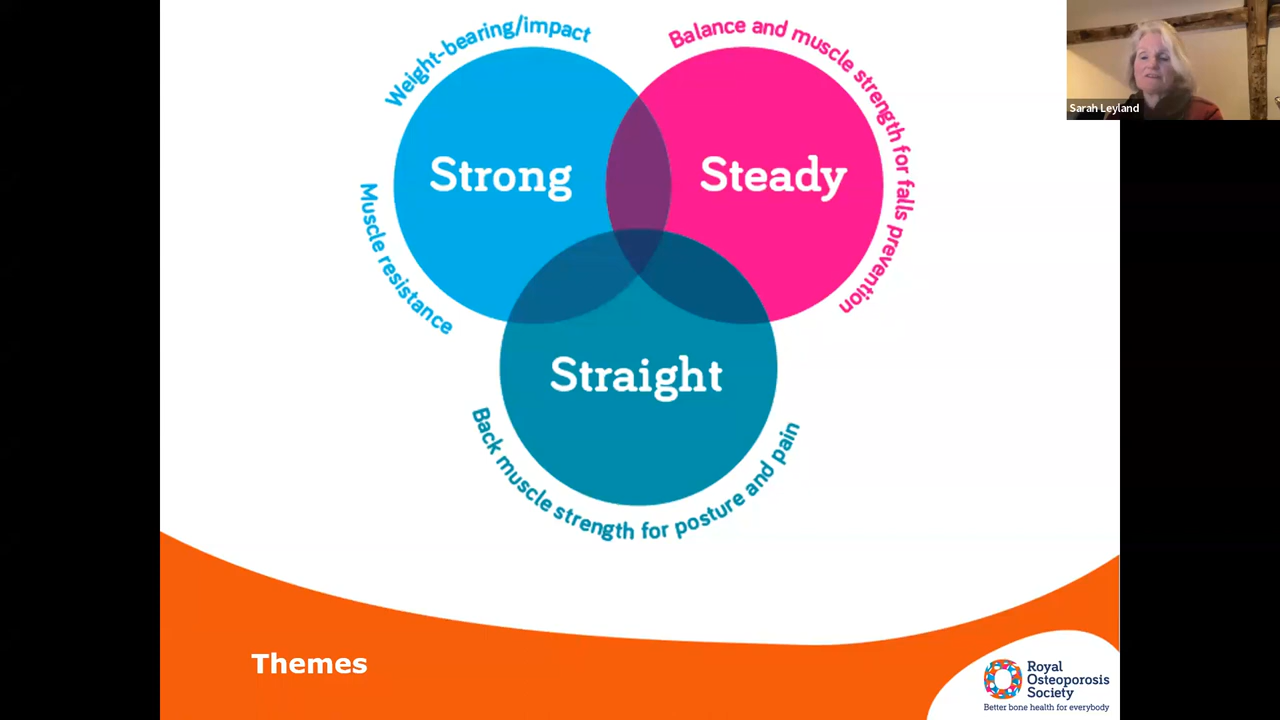 Weight-bearing/impact
Balance and muscle strength for falls prevention
Sarah Leyland
Strong
Steady
Muscle resistance
Straight
Back muscle strength for posture and pain
Themes
Royal
Osteoporosis
Society
Better bone health for everybody